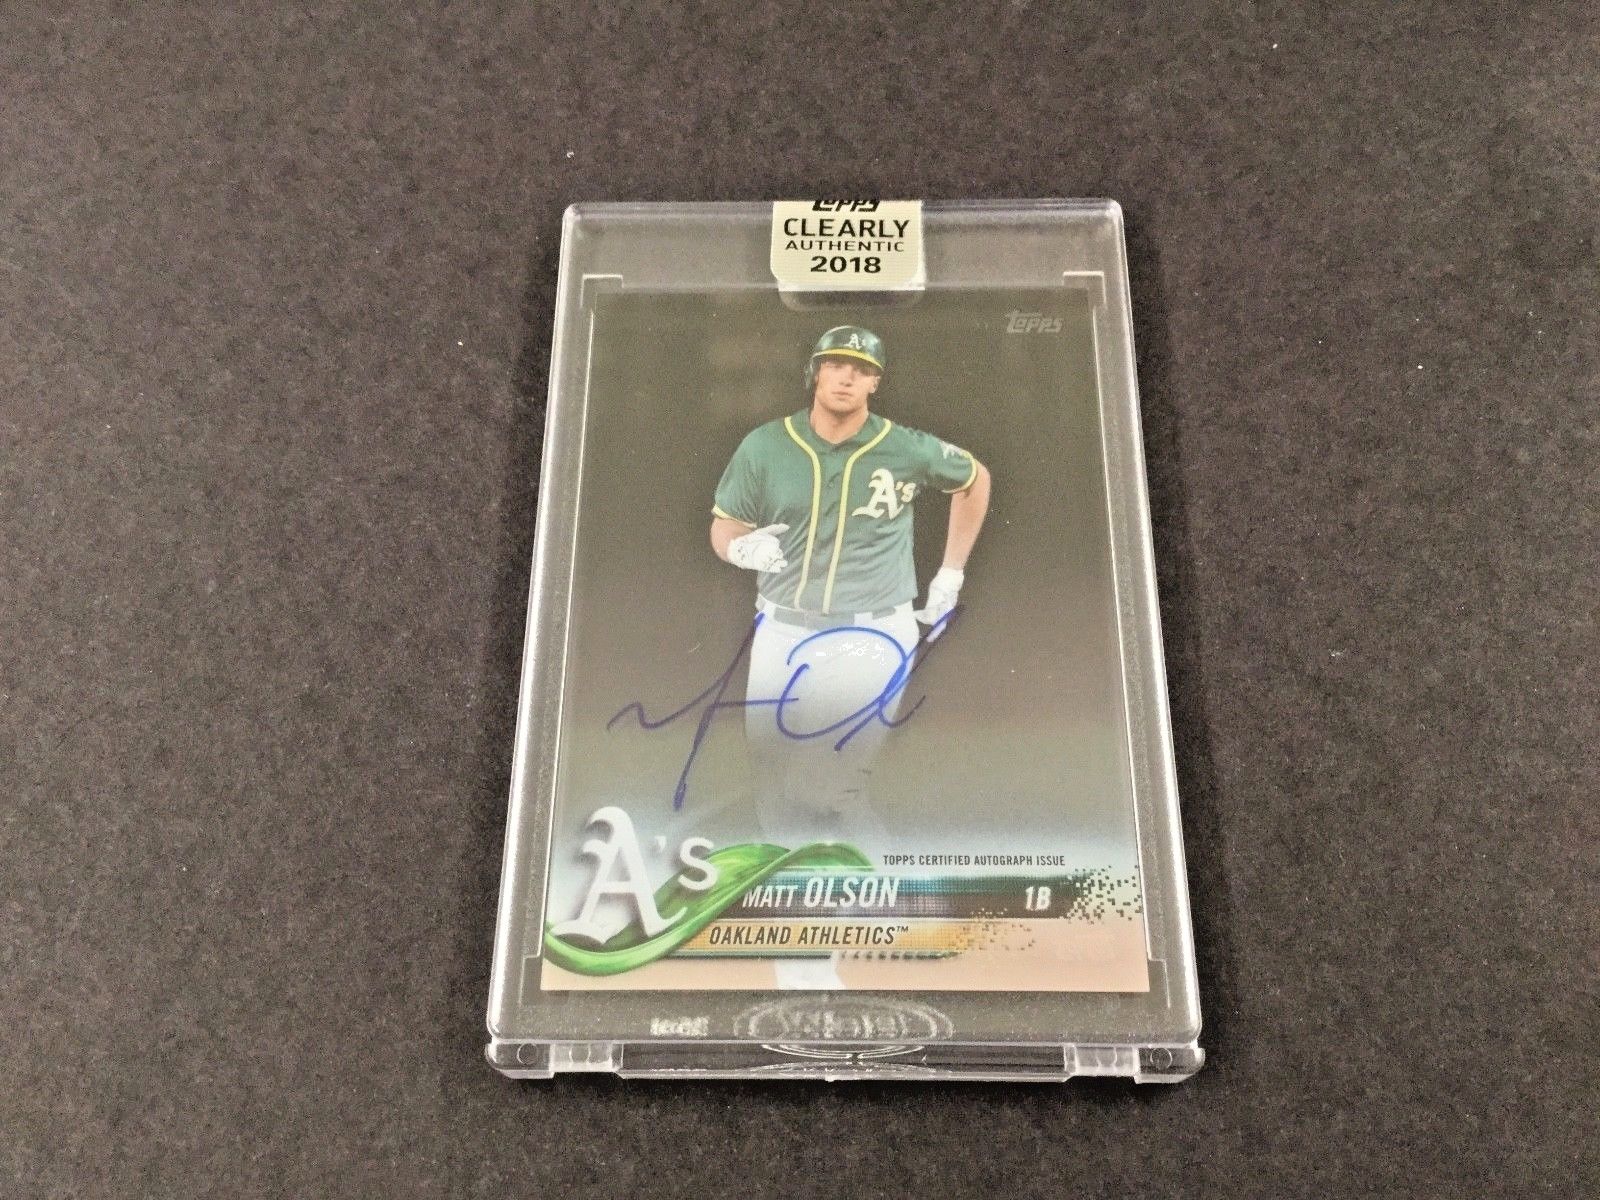 topps
CLEARLY
AUTHENTIC
2018
topps
A's
A's
A's
TOPPS CERTIFIED AUTOGRAPH ISSUE
MATT OLSON 1B
OAKLAND ATHLETICS™